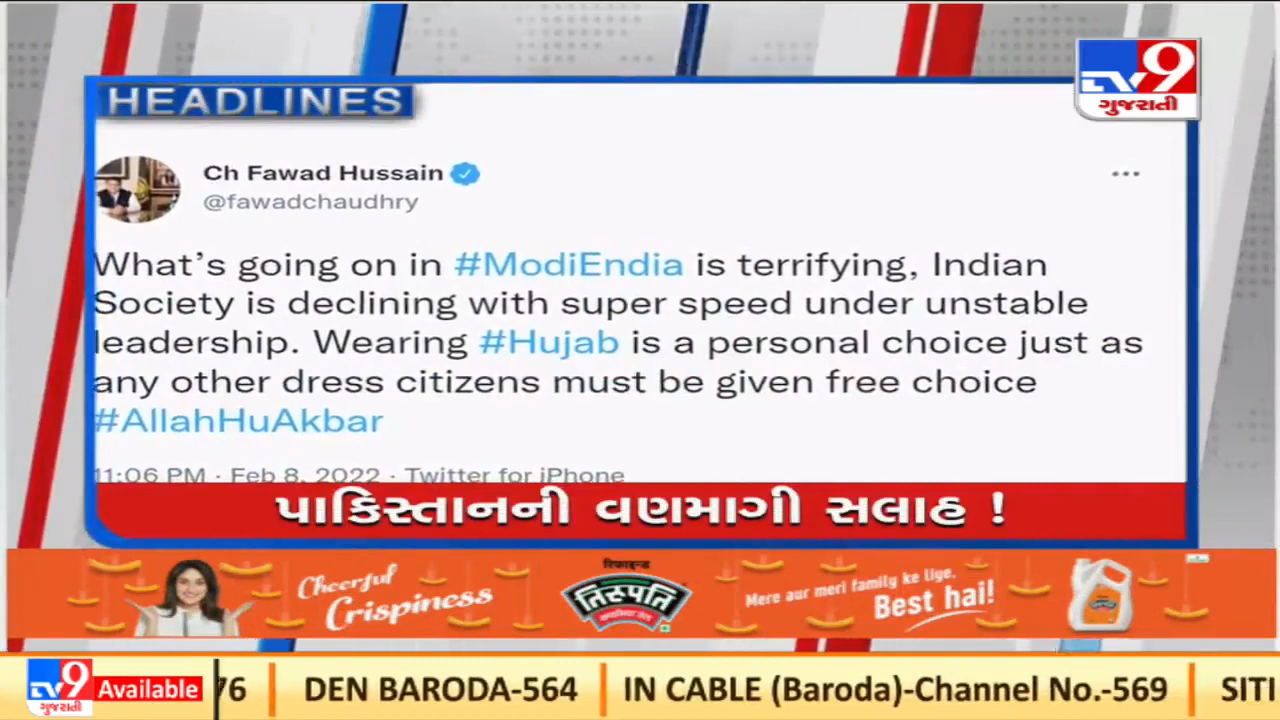 HEADLINES
TV9
ગુજરાતી
Ch Fawad Hussain
@fawadchaudhry
What's going on in #ModiEndia is terrifying, Indian
Society is declining with super speed under unstable
leadership. Wearing #Hujab is a personal choice just as
any other dress citizens must be given free choice
#AllahHuAkbar
11:06 PM · Feb 8, 2022 · Twitter for iPhone
પાકિસ્તાનની વણમાગી સલાહ !
Cheerful
Crispiness
रिफाइन्ड
तिरुपति
Mere aur meri family ke liye.
Best hai!
TV9
ગુજરાતી
Available
76
DEN BARODA-564
IN CABLE (Baroda)-Channel No.-569
SITI